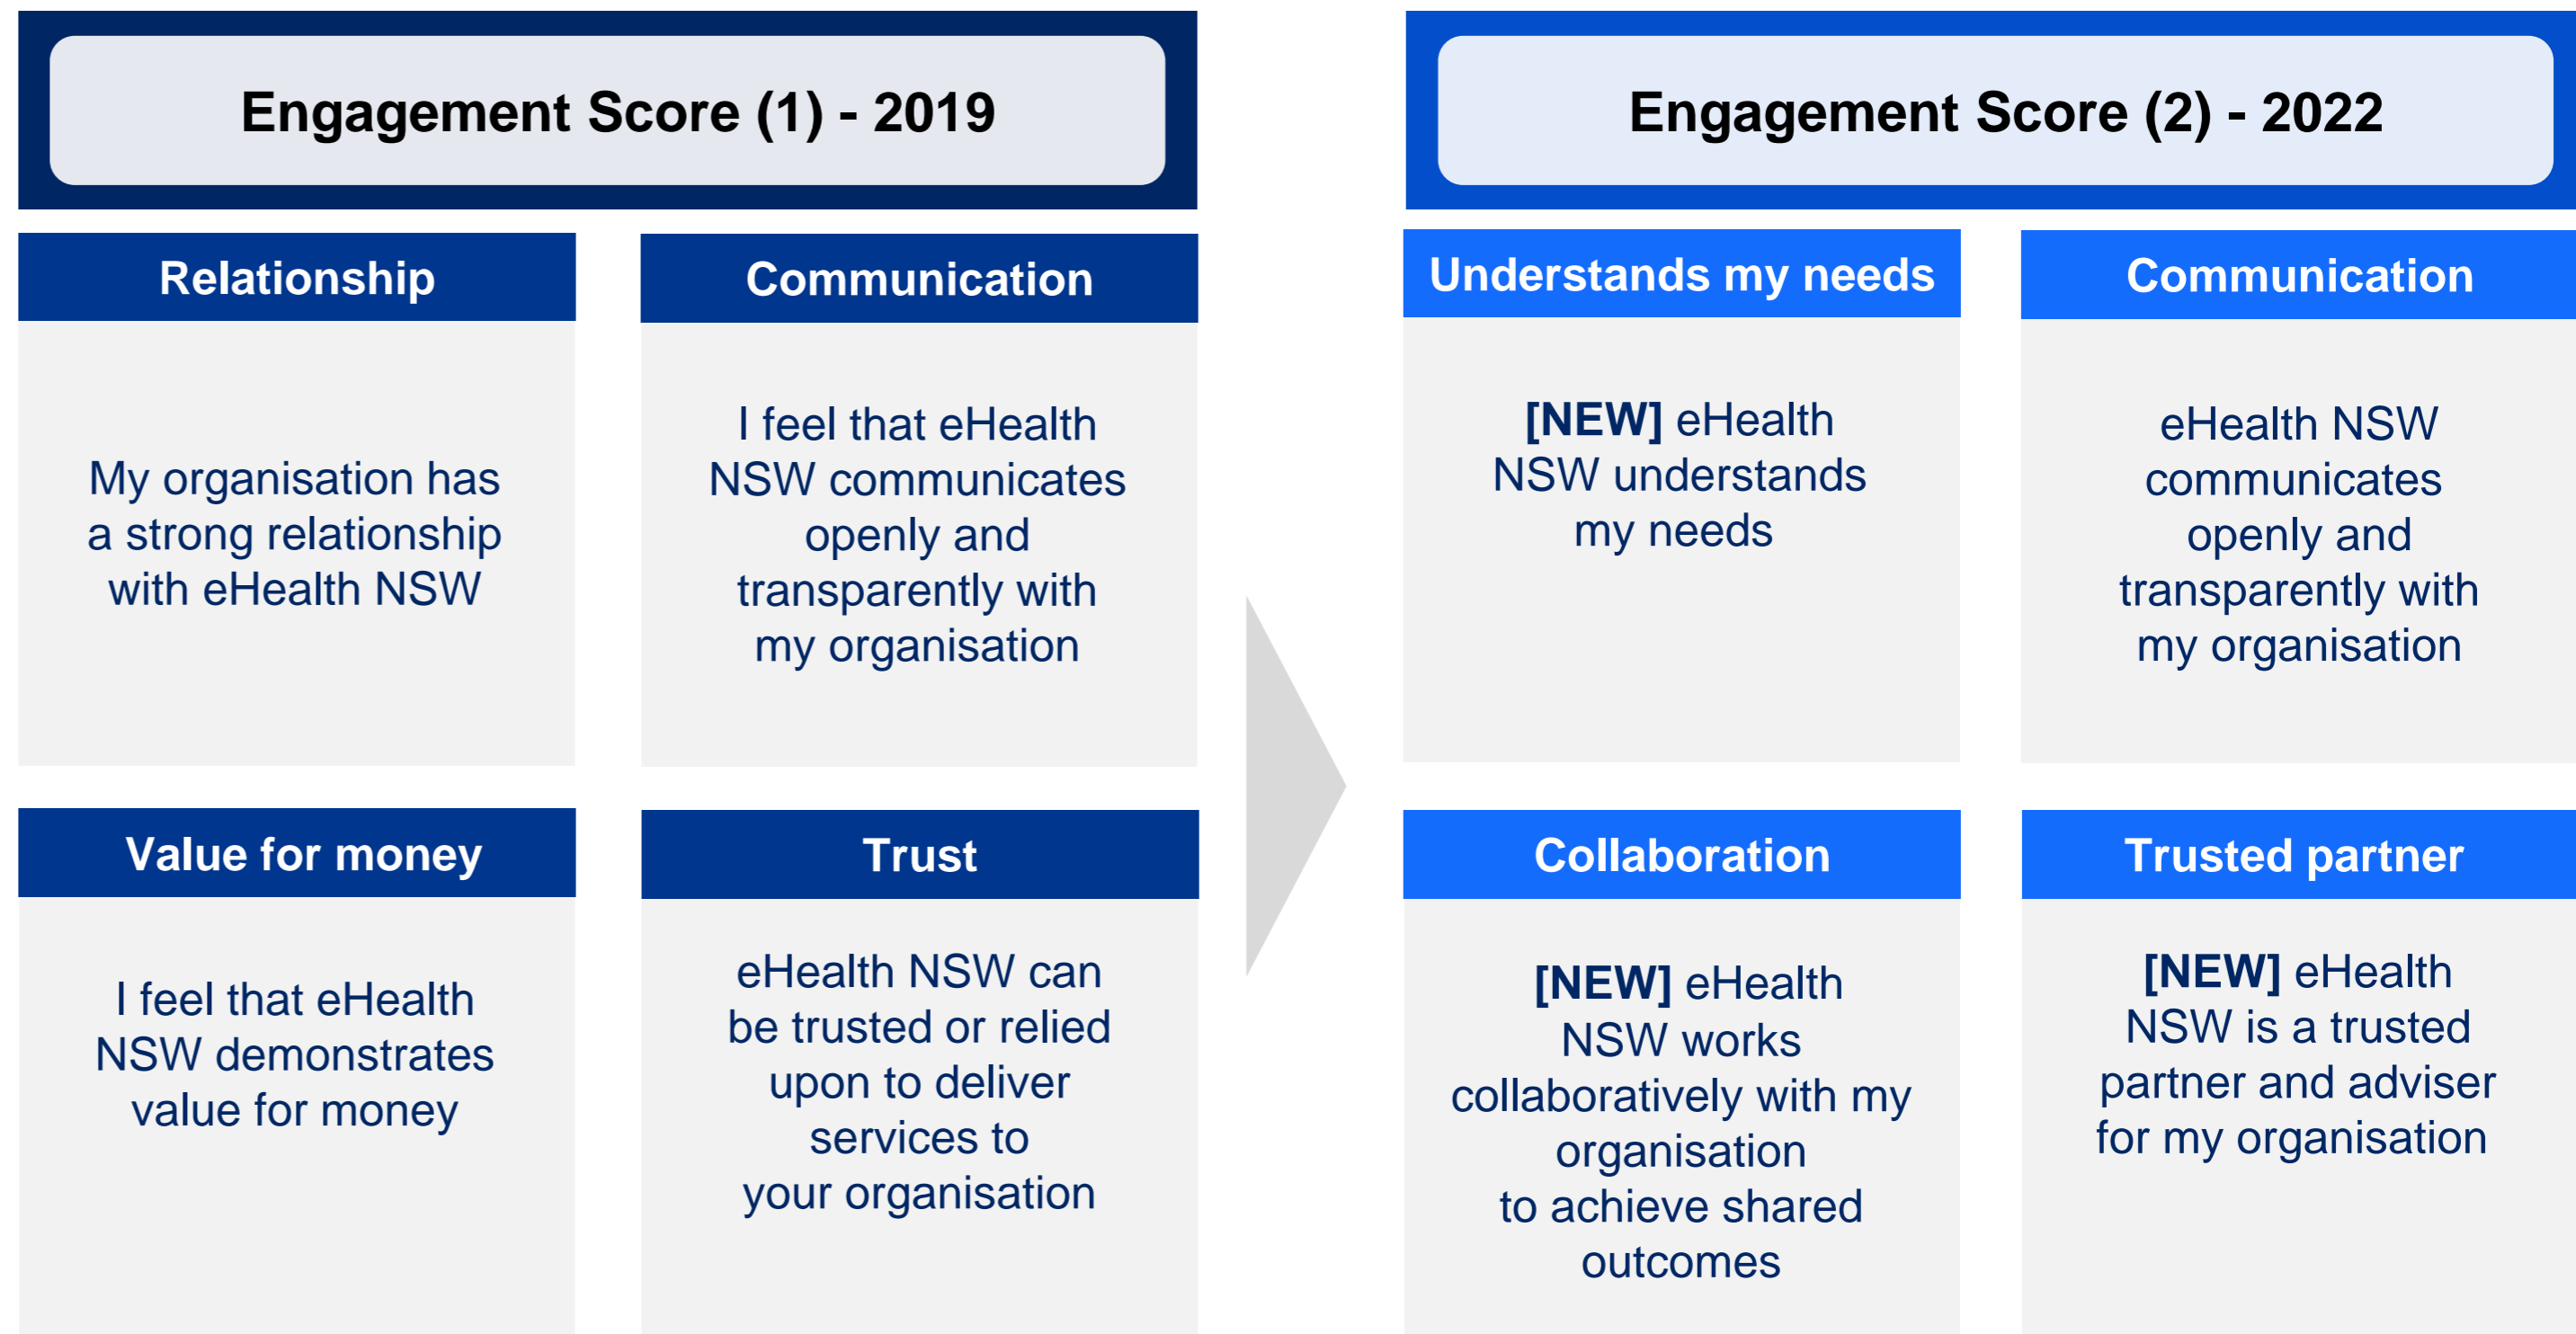 Engagement Score (1) - 2019
Relationship
My organisation has
a strong relationship
with eHealth NSW
Communication
I feel that eHealth
NSW communicates
openly and
transparently with
my organisation
Value for money
I feel that eHealth
NSW demonstrates
value for money
Trust
eHealth NSW can
be trusted or relied
upon to deliver
services to
your organisation
Engagement Score (2) - 2022
Understands my needs
[NEW] eHealth
NSW understands
my needs
Communication
eHealth NSW
communicates
openly and
transparently with
my organisation
Collaboration
[NEW] eHealth
NSW works
collaboratively with my
organisation
to achieve shared
outcomes
Trusted partner
[NEW] eHealth
NSW is a trusted
partner and adviser
for my organisation